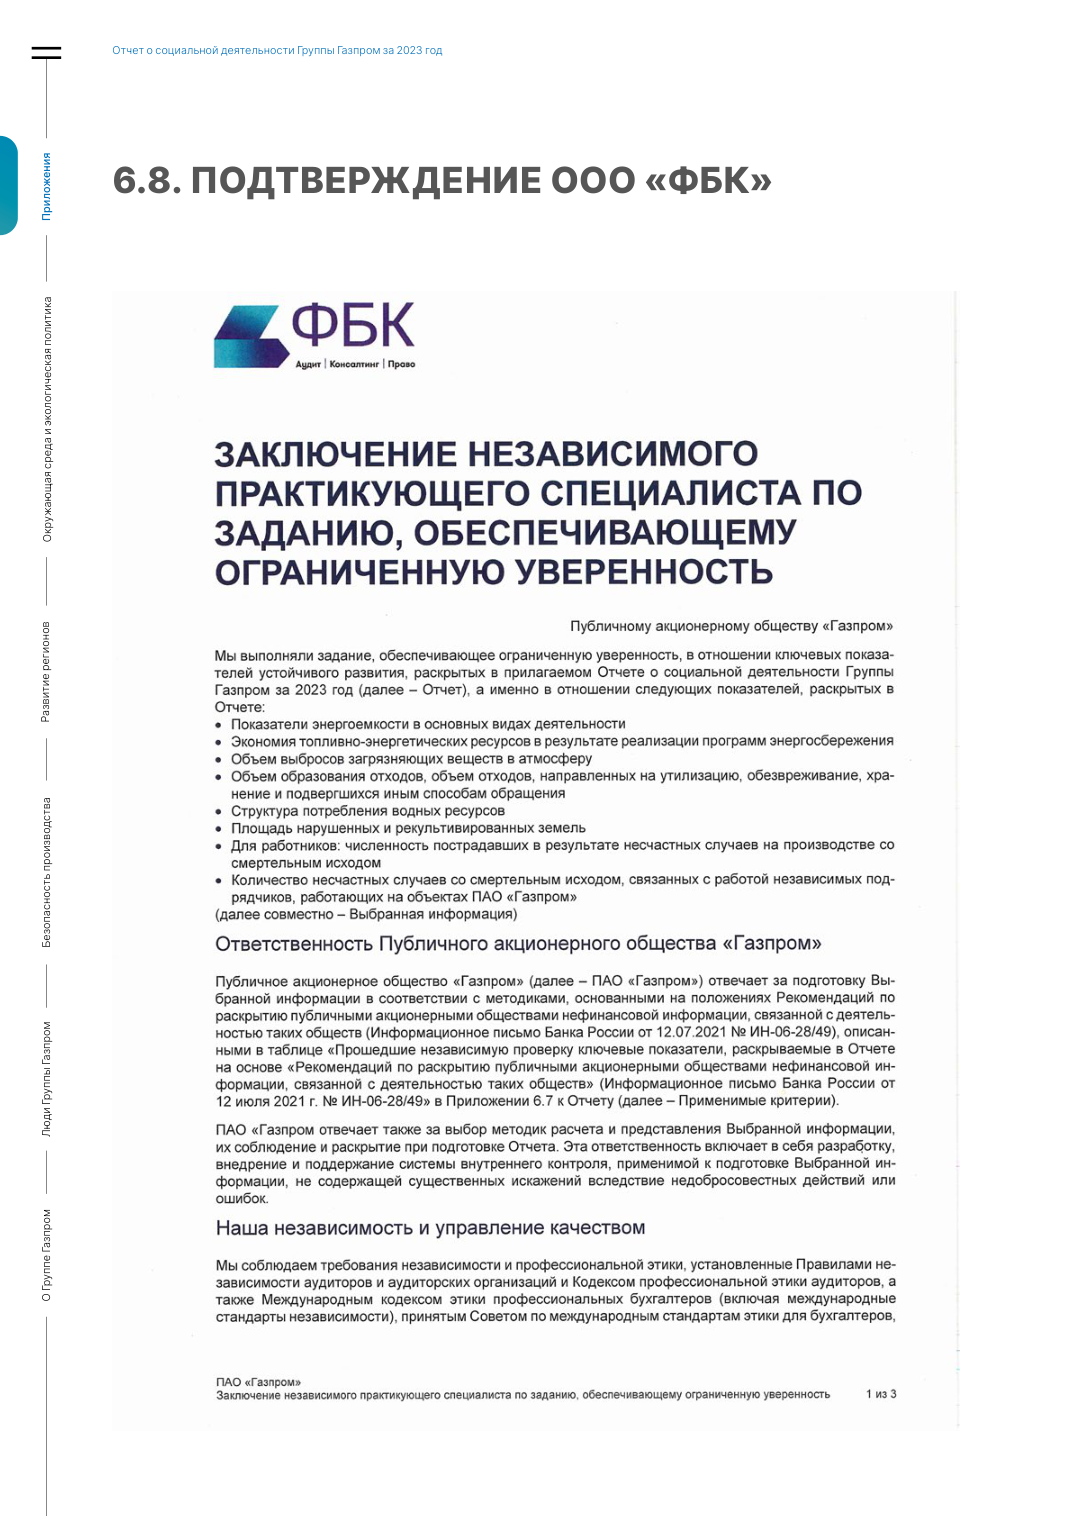 Отчет о социальной деятельности Группы Газпром за 2023 год
Приложения
Окружающая среда и экологическая политика
Развитие регионов
Безопасность производства
Люди Группы Газпром
О Группе Газпром
6.8. ПОДТВЕРЖДЕНИЕ ООО «ФБК»
ФБК
Аудит | Консалтинг | Право
ЗАКЛЮЧЕНИЕ НЕЗАВИСИМОГО
ПРАКТИКУЮЩЕГО СПЕЦИАЛИСТА ПО
ЗАДАНИЮ, ОБЕСПЕЧИВАЮЩЕМУ
ОГРАНИЧЕННУЮ УВЕРЕННОСТЬ
Публичному акционерному обществу «Газпром»
Мы выполняли задание, обеспечивающее ограниченную уверенность, в отношении ключевых показа-
телей устойчивого развития, раскрытых в прилагаемом Отчете о социальной деятельности Группы
Газпром за 2023 год (далее – Отчет), а именно в отношении следующих показателей, раскрытых в
Отчете:
• Показатели энергоемкости в основных видах деятельности
• Экономия топливно-энергетических ресурсов в результате реализации программ энергосбережения
• Объем выбросов загрязняющих веществ в атмосферу
• Объем образования отходов, объем отходов, направленных на утилизацию, обезвреживание, хра-
нение и подвергшихся иным способам обращения
• Структура потребления водных ресурсов
• Площадь нарушенных и рекультивированных земель
• Для работников: численность пострадавших в результате несчастных случаев на производстве со
смертельным исходом
• Количество несчастных случаев со смертельным исходом, связанных с работой независимых под-
рядчиков, работающих на объектах ПАО «Газпром»
(далее совместно – Выбранная информация)
Ответственность Публичного акционерного общества «Газпром»
Публичное акционерное общество «Газпром» (далее – ПАО «Газпром») отвечает за подготовку Вы-
бранной информации в соответствии с методиками, основанными на положениях Рекомендаций по
раскрытию публичными акционерными обществами нефинансовой информации, связанной с деятель-
ностью таких обществ (Информационное письмо Банка России от 12.07.2021 № ИН-06-28/49), описан-
ными в таблице «Прошедшие независимую проверку ключевые показатели, раскрываемые в Отчете
на основе «Рекомендаций по раскрытию публичными акционерными обществами нефинансовой ин-
формации, связанной с деятельностью таких обществ» (Информационное письмо Банка России от
12 июля 2021 г. № ИН-06-28/49» в Приложении 6.7 к Отчету (далее – Применимые критерии).
ПАО «Газпром отвечает также за выбор методик расчета и представления Выбранной информации,
их соблюдение и раскрытие при подготовке Отчета. Эта ответственность включает в себя разработку,
внедрение и поддержание системы внутреннего контроля, применимой к подготовке Выбранной ин-
формации, не содержащей существенных искажений вследствие недобросовестных действий или
ошибок.
Наша независимость и управление качеством
Мы соблюдаем требования независимости и профессиональной этики, установленные Правилами не-
зависимости аудиторов и аудиторских организаций и Кодексом профессиональной этики аудиторов, а
также Международным кодексом этики профессиональных бухгалтеров (включая международные
стандарты независимости), принятым Советом по международным стандартам этики для бухгалтеров,
ПАО «Газпром»
Заключение независимого практикующего специалиста по заданию, обеспечивающему ограниченную уверенность 1 из 3